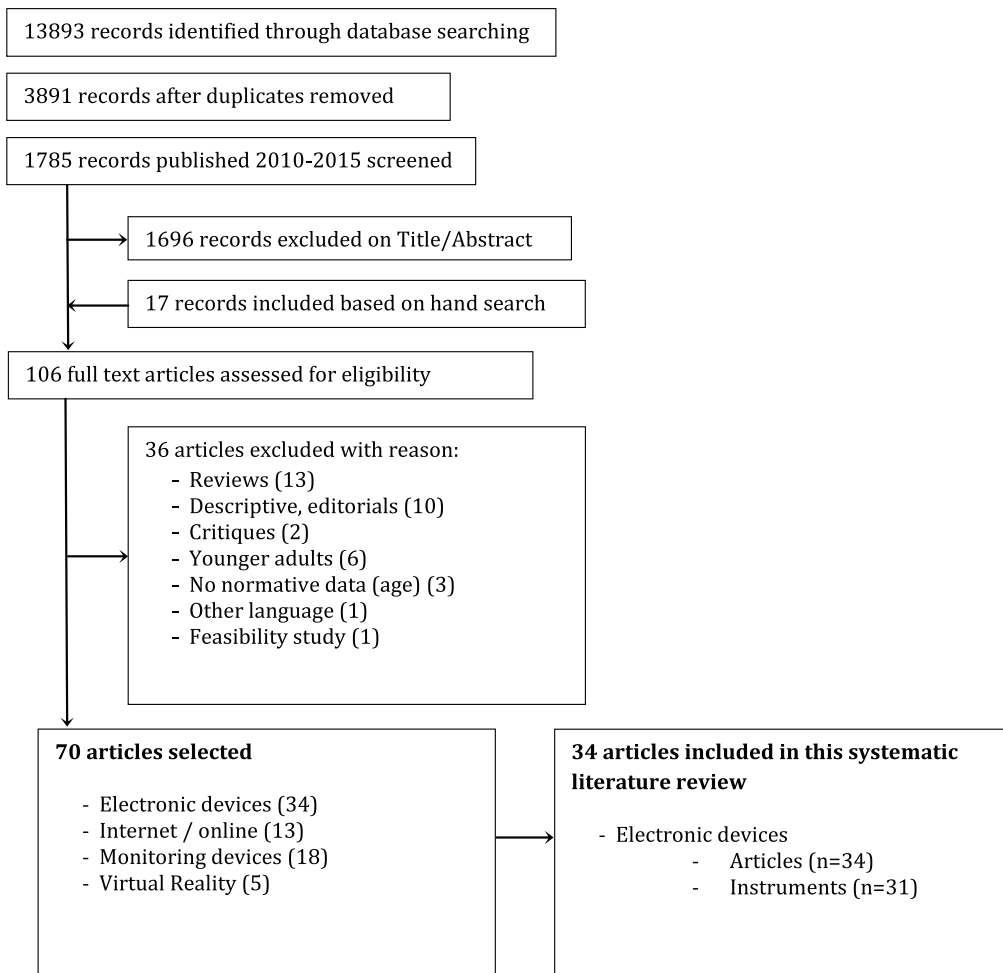 13893 records identified through database searching
3891 records after duplicates removed
1785 records published 2010-2015 screened
1696 records excluded on Title/Abstract
17 records included based on hand search
106 full text articles assessed for eligibility
36 articles excluded with reason:
- Reviews (13)
- Descriptive, editorials (10)
- Critiques (2)
- Younger adults (6)
- No normative data (age) (3)
- Other language (1)
- Feasibility study (1)
70 articles selected
- Electronic devices (34)
- Internet / online (13)
- Monitoring devices (18)
- Virtual Reality (5)
34 articles included in this systematic
literature review
- Electronic devices
- Articles (n=34)
- Instruments (n=31)